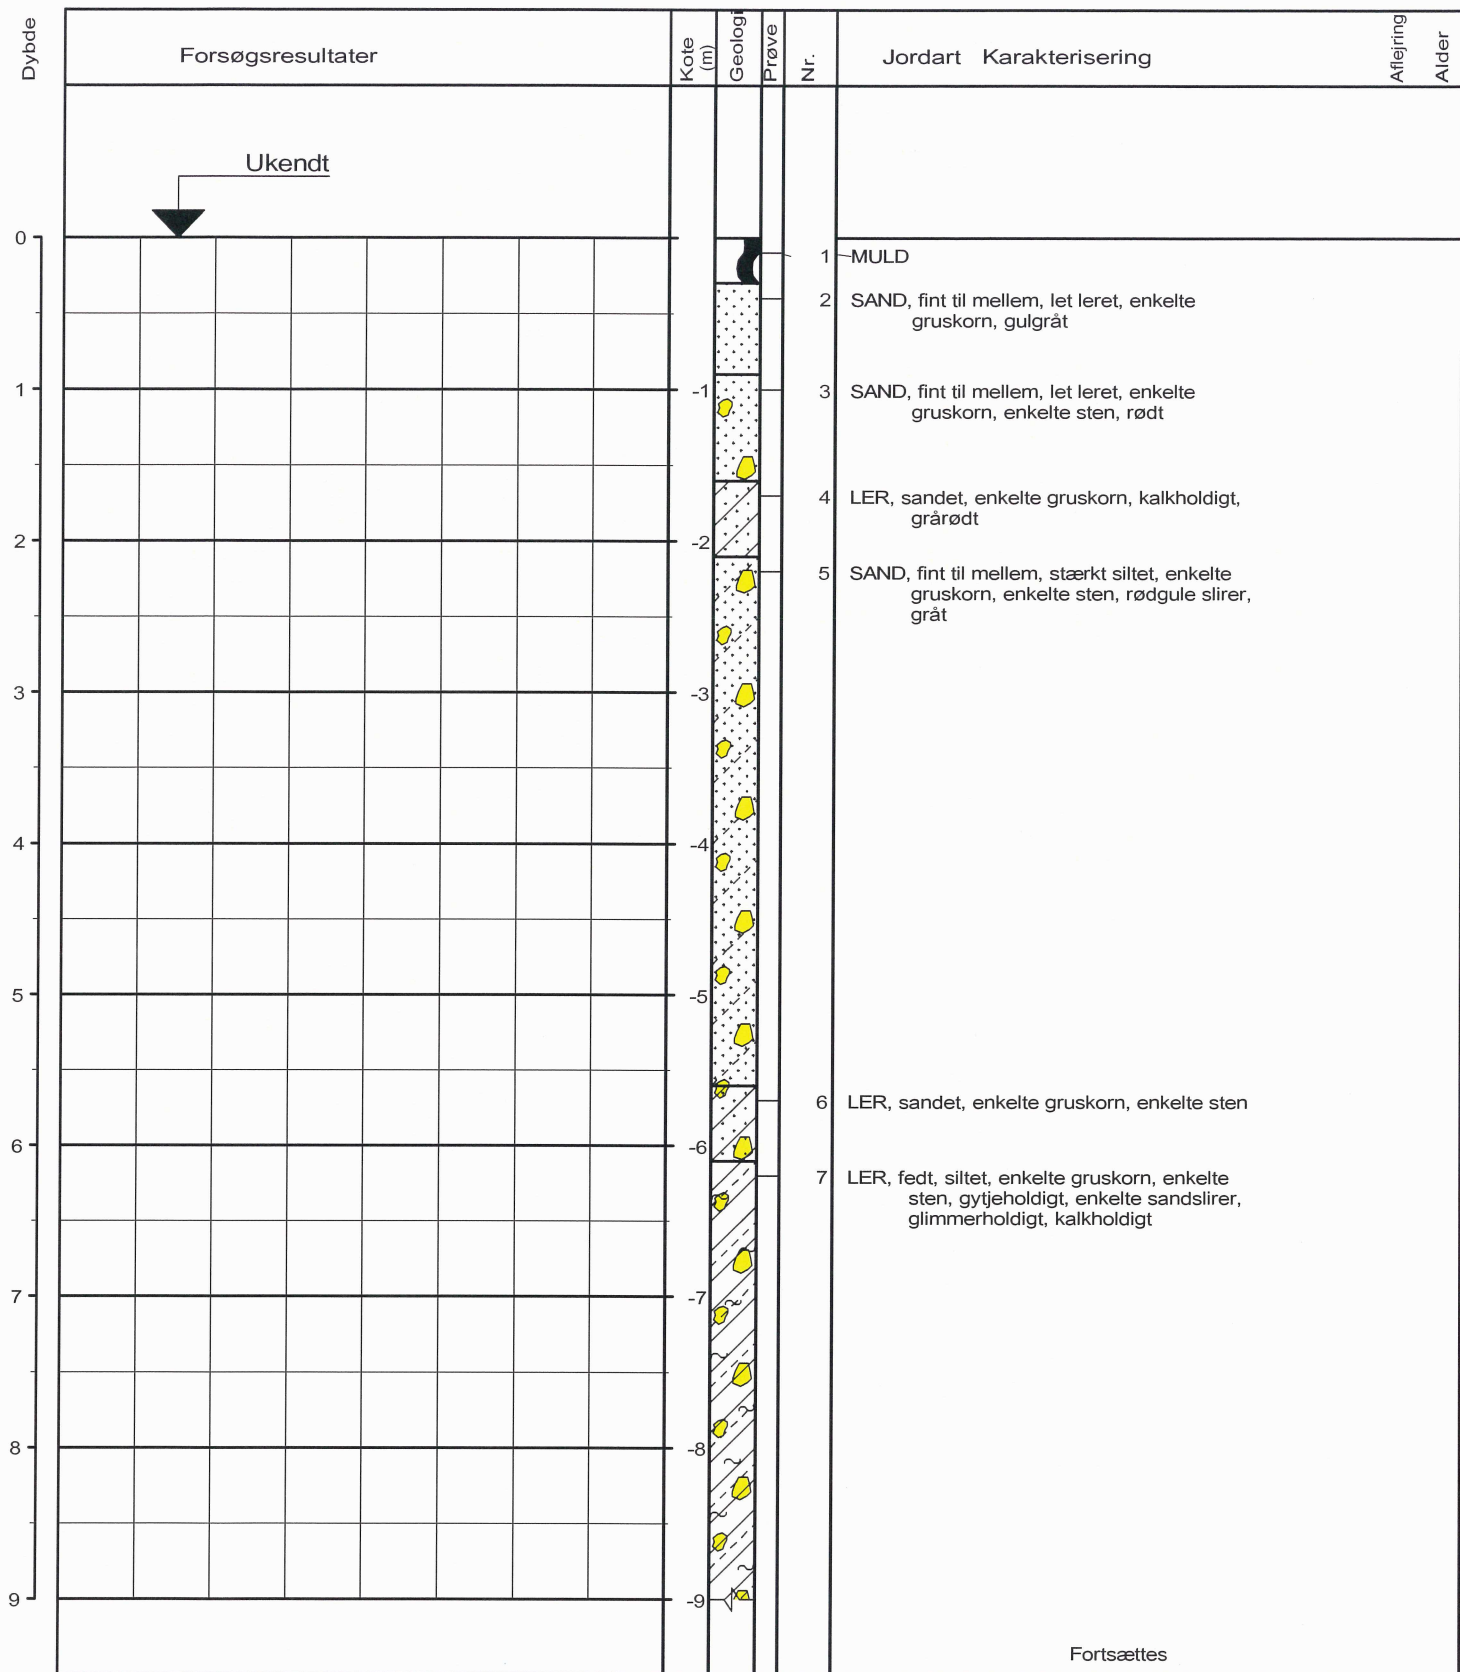 Dybde
Forsøgsresultater
Kote
(m)
Geologi
Prøve
Nr.
Jordart Karakterisering
Aflejring
Alder
Ukendt
0
1 MULD
2 SAND, fint til mellem, let leret, enkelte
gruskorn, gulgråt
1 -1 3 SAND, fint til mellem, let leret, enkelte
gruskorn, enkelte sten, rødt
4 LER, sandet, enkelte gruskorn, kalkholdigt,
grårødt
2 -2
5 SAND, fint til mellem, stærkt siltet, enkelte
gruskorn, enkelte sten, rødgule slirer,
gråt
3 -3
4 -4
5 -5
6 LER, sandet, enkelte gruskorn, enkelte sten
6 -6
7 LER, fedt, siltet, enkelte gruskorn, enkelte
sten, gytjeholdigt, enkelte sandslirer,
glimmerholdigt, kalkholdigt
7 -7
8 -8
9 -9
Fortsættes